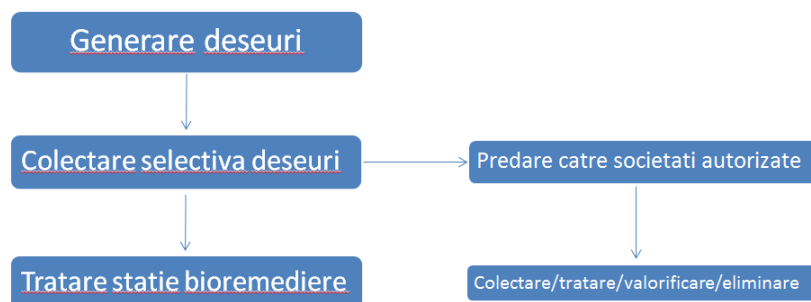 Generare deseuri
Colectare selectiva deseuri
Predare catre societati autorizate
Tratare statie bioremediere
Colectare/tratare/valorificare/eliminare